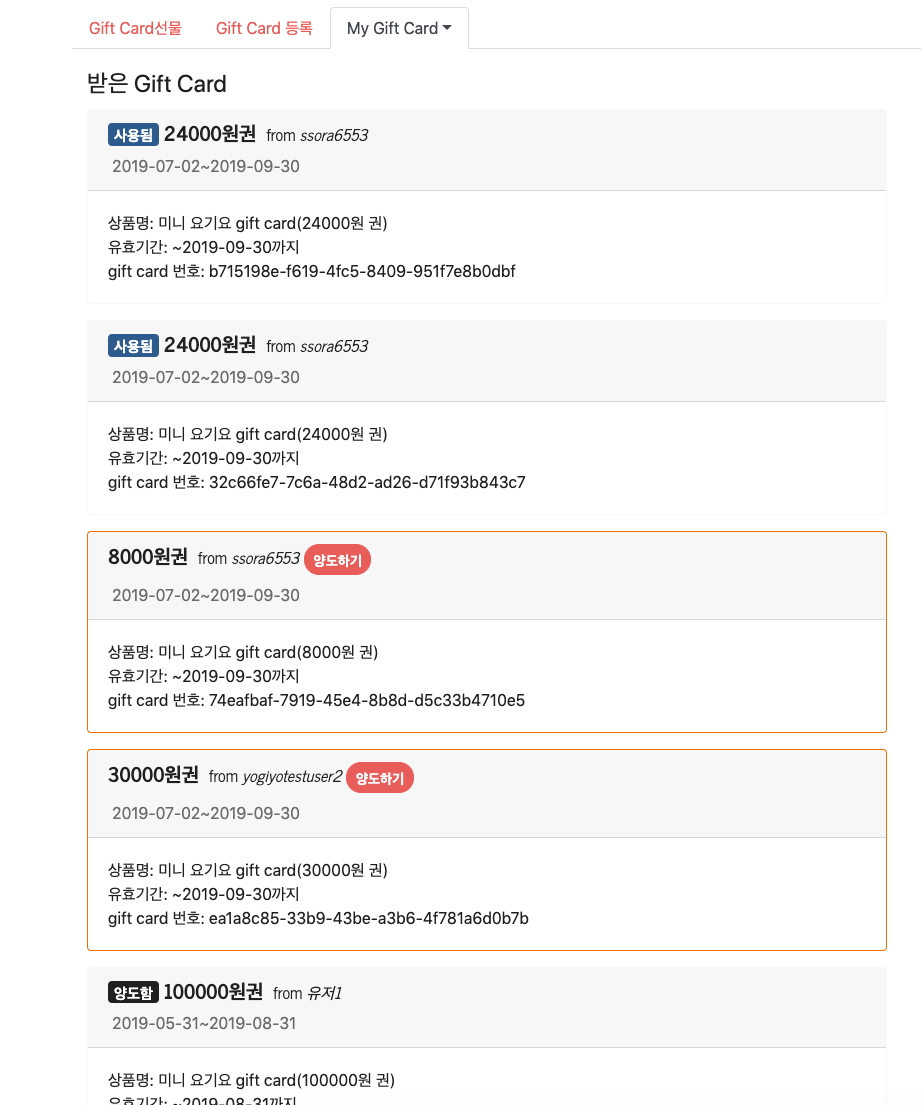 Gift Card선물 Gift Card 등록 My Gift Card
받은 Gift Card
사용됨 24000원권 from ssora6553
2019-07-02~2019-09-30
상품명: 미니 요기요 gift card(24000원 권)
유효기간: ~2019-09-30까지
gift card 번호: b715198e-f619-4fc5-8409-951f7e8b0dbf
사용됨 24000원권 from ssora6553
2019-07-02~2019-09-30
상품명: 미니 요기요 gift card(24000원 권)
유효기간: ~2019-09-30까지
gift card 번호: 32c66fe7-7c6a-48d2-ad26-d71f93b843c7
8000원권 from ssora6553 양도하기
2019-07-02~2019-09-30
상품명: 미니 요기요 gift card(8000원 권)
유효기간: ~2019-09-30까지
gift card 번호: 74eafbaf-7919-45e4-8b8d-d5c33b4710e5
30000원권 from yogiyotestuser2 양도하기
2019-07-02~2019-09-30
상품명: 미니 요기요 gift card(30000원 권)
유효기간: ~2019-09-30까지
gift card 번호: ea1a8c85-33b9-43be-a3b6-4f781a6d0b7b
양도함 100000원권 from 유저1
2019-05-31~2019-08-31
상품명: 미니 요기요 gift card(100000원 권)
유효기간: ~2019-08-31까지